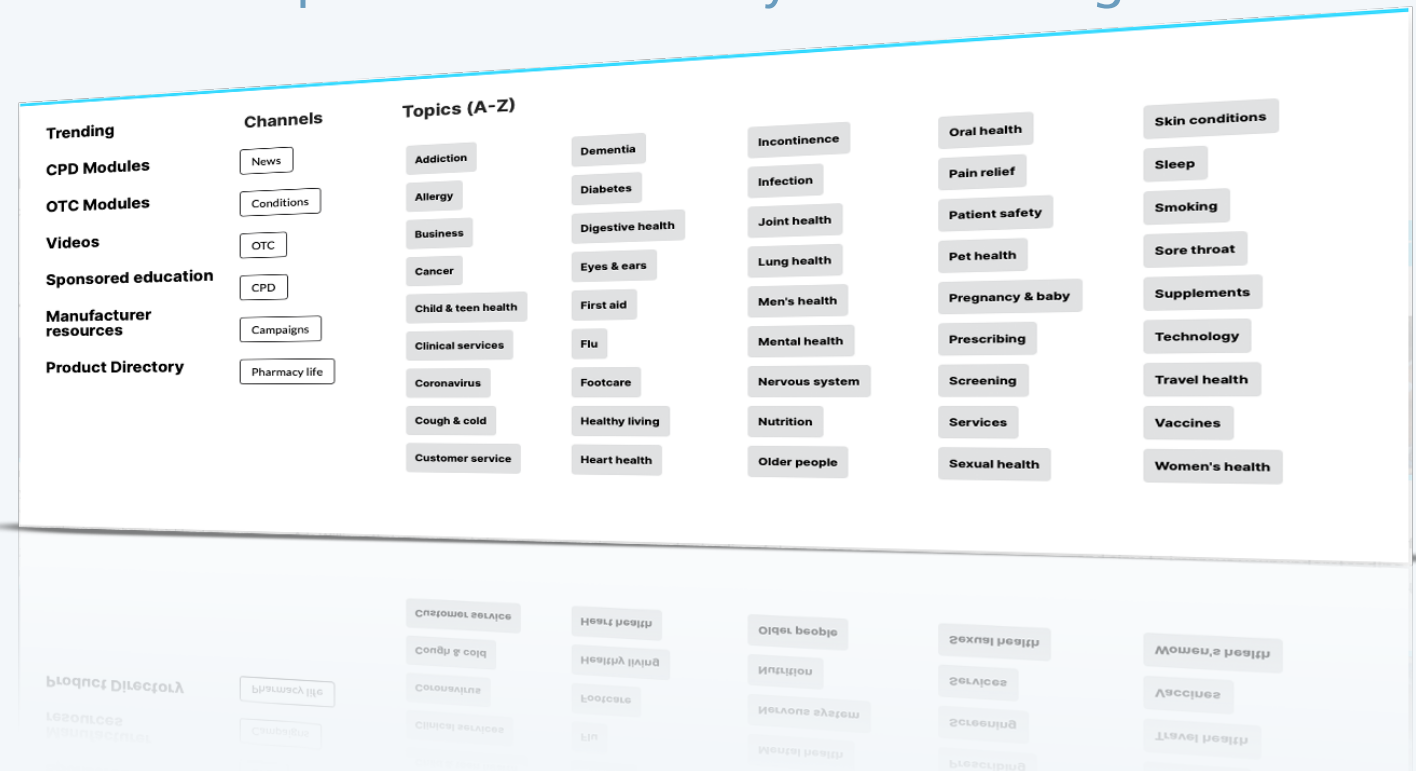 Trending
CPD Modules
OTC Modules
Videos
Sponsored education
Manufacturer
resources
Product Directory
Channels
News
Conditions
OTC
CPD
Campaigns
Pharmacy life
Topics (A-Z)
Addiction
Allergy
Business
Cancer
Child & teen health
Clinical services
Coronavirus
Cough & cold
Customer service
Dementia
Diabetes
Digestive health
Eyes & ears
First aid
Flu
Footcare
Healthy living
Heart health
Incontinence
Infection
Joint health
Lung health
Men's health
Mental health
Nervous system
Nutrition
Older people
Oral health
Pain relief
Patient safety
Pet health
Pregnancy & baby
Prescribing
Screening
Services
Sexual health
Skin conditions
Sleep
Smoking
Sore throat
Supplements
Technology
Travel health
Vaccines
Women's health